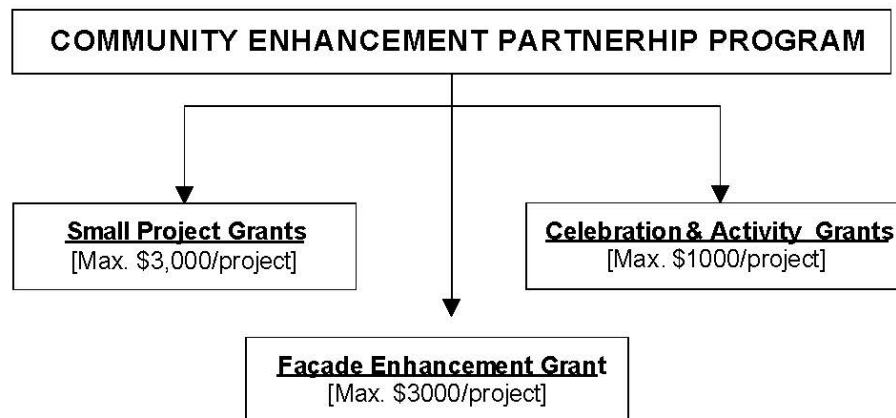 COMMUNITY ENHANCEMENT PARTNERHIP PROGRAM
Small Project Grants
[Max. $3,000/project]
Celebration & Activity Grants
[Max. $1000/project]
Façade Enhancement Grant
[Max. $3000/project]